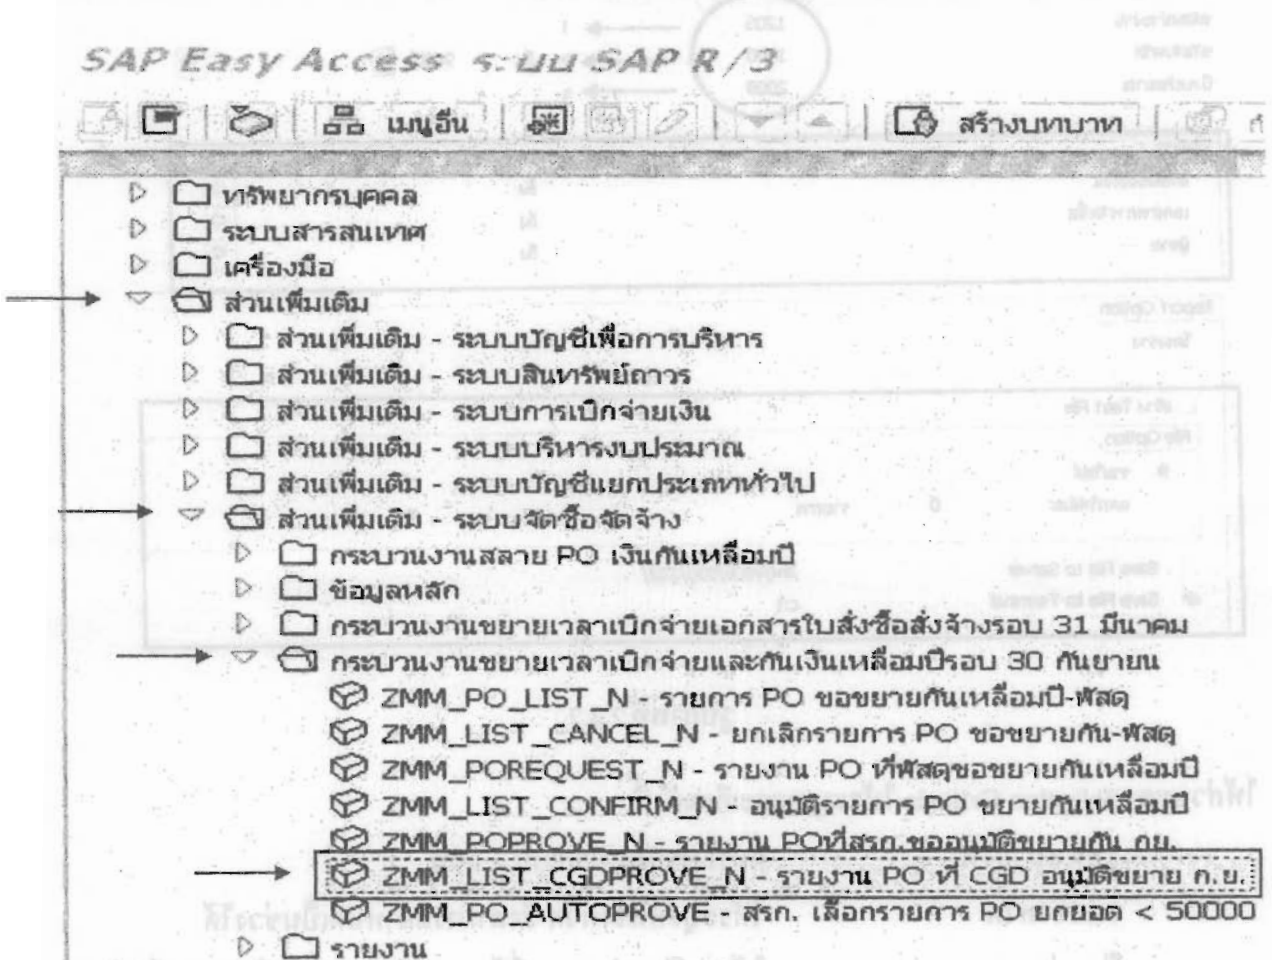 SAP Easy Access ระบบ SAP R/3
เมนูอื่น สร้างบทบาท
ทรัพยากรบุคคล
ระบบสารสนเทศ
เครื่องมือ
ส่วนเพิ่มเติม
ส่วนเพิ่มเติม - ระบบบัญชีเพื่อการบริหาร
ส่วนเพิ่มเติม - ระบบสินทรัพย์ถาวร
ส่วนเพิ่มเติม - ระบบการเบิกจ่ายเงิน
ส่วนเพิ่มเติม - ระบบบริหารงบประมาณ
ส่วนเพิ่มเติม - ระบบบัญชีแยกประเภททั่วไป
ส่วนเพิ่มเติม - ระบบจัดซื้อจัดจ้าง
กระบวนงานสลาย PO เงินกันเหลื่อมปี
ข้อมูลหลัก
กระบวนงานขยายเวลาเบิกจ่ายเอกสารใบสั่งซื้อสั่งจ้างรอบ 31 มีนาคม
กระบวนงานขยายเวลาเบิกจ่ายและกันเงินเหลื่อมปีรอบ 30 กันยายน
ZMM_PO_LIST_N - รายการ PO ขอขยายกันเหลื่อมปี-พัสดุ
ZMM_LIST_CANCEL_N - ยกเลิกรายการ PO ขอขยายกัน-พัสดุ
ZMM_POREQUEST_N - รายงาน PO ที่พัสดุขอขยายกันเหลื่อมปี
ZMM_LIST_CONFIRM_N - อนุมัติรายการ PO ขยายกันเหลื่อมปี
ZMM_POPROVE_N - รายงาน POที่สรก.ขออนุมัติขยายกัน กย.
ZMM_LIST_CGDPROVE_N - รายงาน PO ที่ CGD อนุมัติขยาย ก.ย.
ZMM_PO_AUTOPROVE - สรก. เลือกรายการ PO ยกยอด < 50000
รายงาน